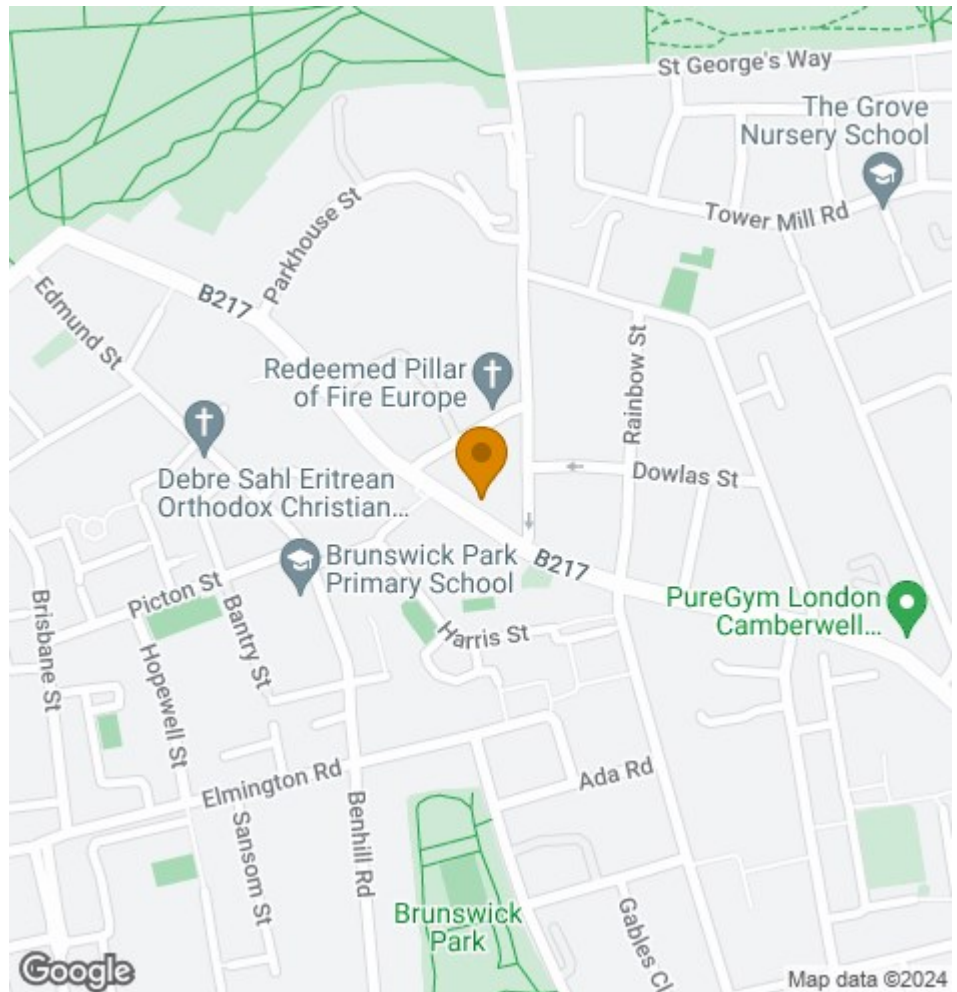 St George's Way
The Grove
Nursery School
Tower Mill Rd
Parkhouse St
B217
Edmund St
Redeemed Pillar
of Fire Europe
Rainbow St
Debre Sahl Eritrean
Orthodox Christian...
Dowlas St
Brunswick Park
Primary School
B217
PureGym London
Camberwell...
Picton St
Brisbane St
Bantry St
Hopewell St
Harris St
Elmington Rd
Ada Rd
Sansom St
Benhill Rd
Brunswick
Park
Gables Cl
Google
Map data ©2024